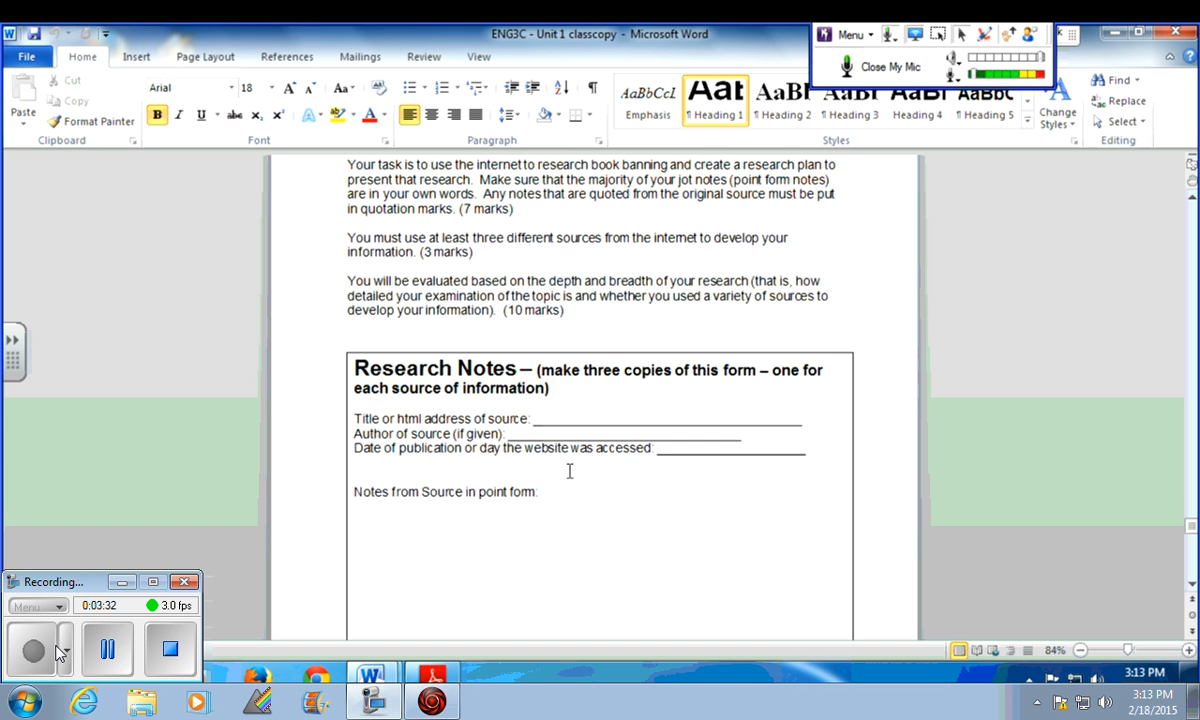 ENG3C - Unit 1 classcopy - Microsoft Word
Menu
Close My Mic
File Home Insert Page Layout References Mailings Review View
Paste
Cut
Copy
Format Painter
Clipboard
Arial 18
Font
Paragraph
AaBbCcL Emphasis
Aat Heading 1
AaBl Heading 2
Heading 3
Heading 4
AaBbC Heading 5
Change Styles
Styles
Find
Replace
Select
Editing
Your task is to use the internet to research book banning and create a research plan to
present that research. Make sure that the majority of your jot notes (point form notes)
are in your own words. Any notes that are quoted from the original source must be put
in quotation marks. (7 marks)
You must use at least three different sources from the internet to develop your
information. (3 marks)
You will be evaluated based on the depth and breadth of your research (that is, how
detailed your examination of the topic is and whether you used a variety of sources to
develop your information). (10 marks)
Research Notes – (make three copies of this form – one for
each source of information)
Title or html address of source:
Author of source (if given):
Date of publication or day the website was accessed:
Notes from Source in point form:
Recording...
Menu 0:03:32 3.0 fps
84%
3:13 PM
3:13 PM
2/18/2015